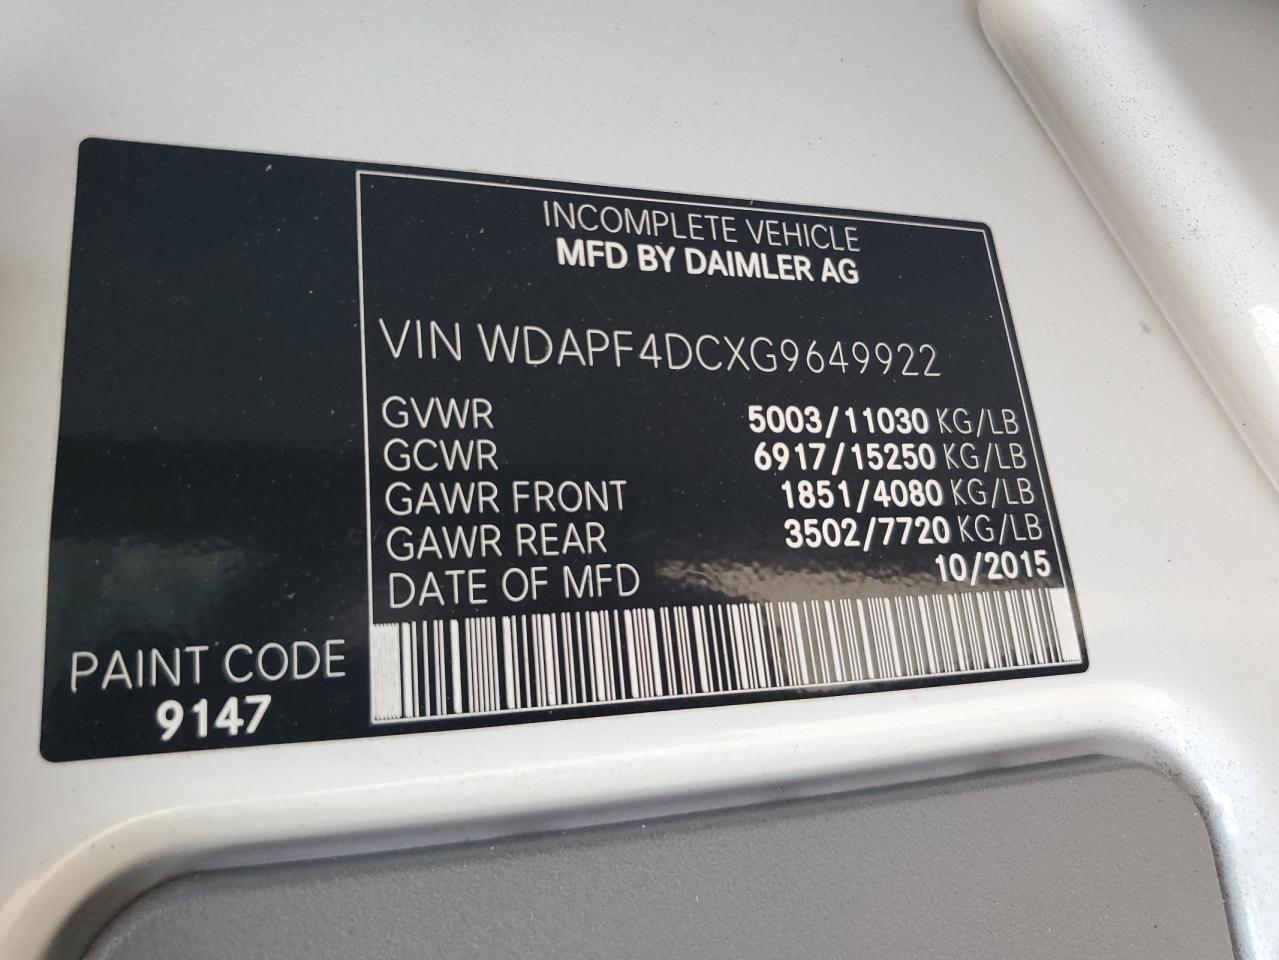 INCOMPLETE VEHICLE
MFD BY DAIMLER AG
VIN WDAPF4DCXG9649922
GVWR 5003/11030 KG/LB
GCWR 6917/15250 KG/LB
GAWR FRONT 1851/4080 KG/LB
GAWR REAR 3502/7720 KG/LB
DATE OF MFD 10/2015
PAINT CODE
9147